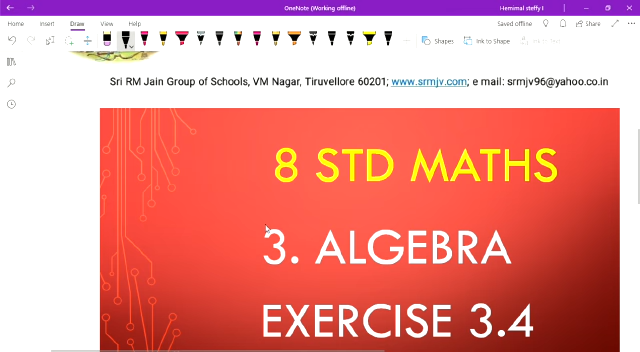 OneNote (Working offline)
Hemimal steffy I
Home Insert Draw View Help Saved offline Share
Shapes Ink to Shape Ink to Text
Sri RM Jain Group of Schools, VM Nagar, Tiruvellore 60201; www.srmjv.com; e mail: srmjv96@yahoo.co.in
8 STD MATHS
3. ALGEBRA
EXERCISE 3.4